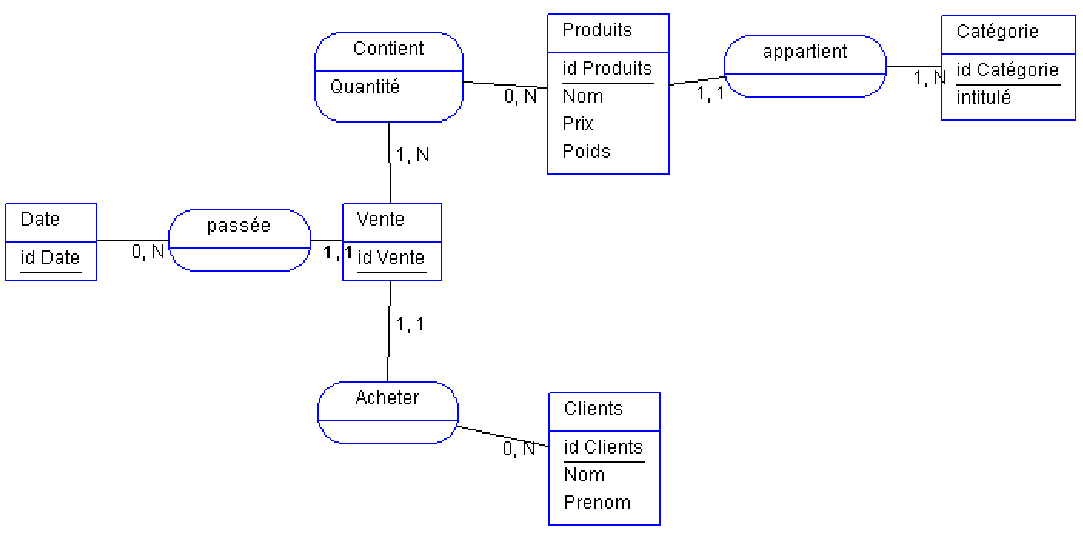 Contient
Quantité
Produits
id Produits
Nom
Prix
Poids
appartient
Catégorie
id Catégorie
intitulé
0, N
1, 1
1, N
1, N
Date
id Date
passée
Vente
id Vente
0, N
1, 1
1, 1
Acheter
Clients
id Clients
Nom
Prenom
0, N